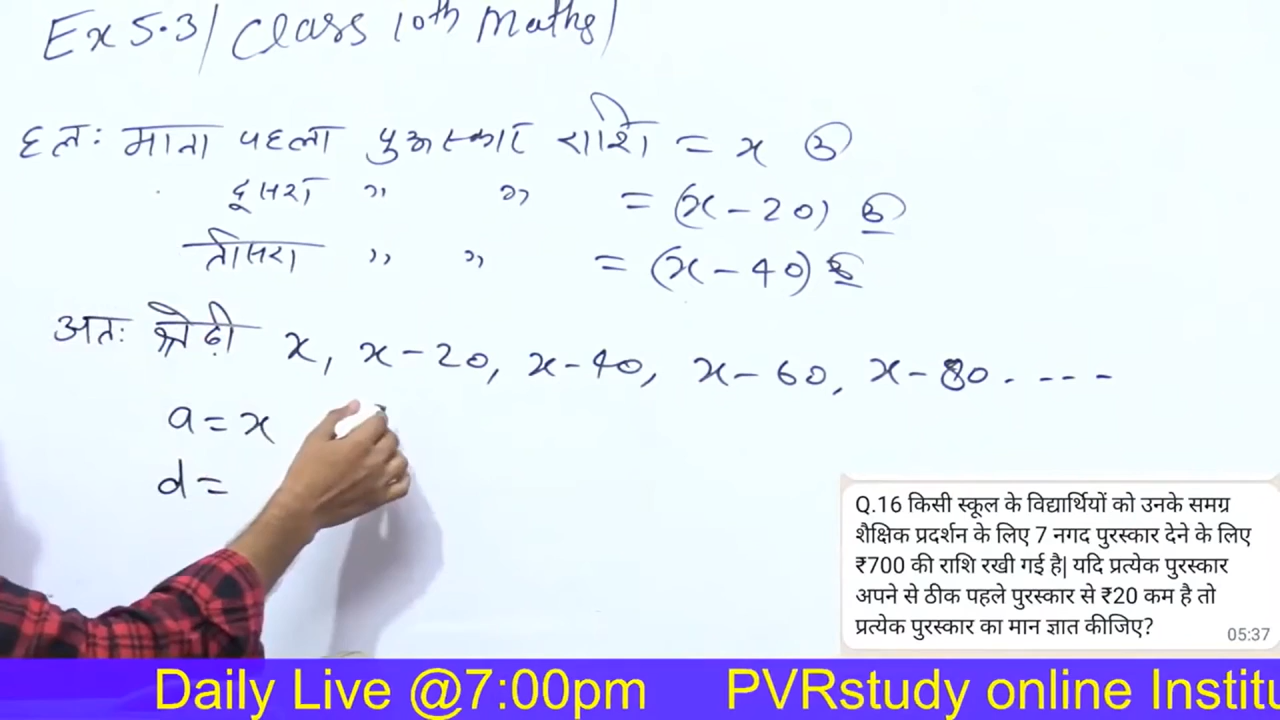 Ex 5.3 / Class 10th Maths /
हलः माना पहला पुरुस्कार राशि = x रु
दूसरा " " = (x - 20) रु
तीसरा " " = (x - 40) रु
अतः श्रेढ़ी x, x - 20, x - 40, x - 60, x - 80 . - - -
a = x
d =
Q.16 किसी स्कूल के विद्यार्थियों को उनके समग्र
शैक्षिक प्रदर्शन के लिए 7 नगद पुरस्कार देने के लिए
₹700 की राशि रखी गई है| यदि प्रत्येक पुरस्कार
अपने से ठीक पहले पुरस्कार से ₹20 कम है तो
प्रत्येक पुरस्कार का मान ज्ञात कीजिए?
05:37
Daily Live @7:00pm PVRstudy online Institu